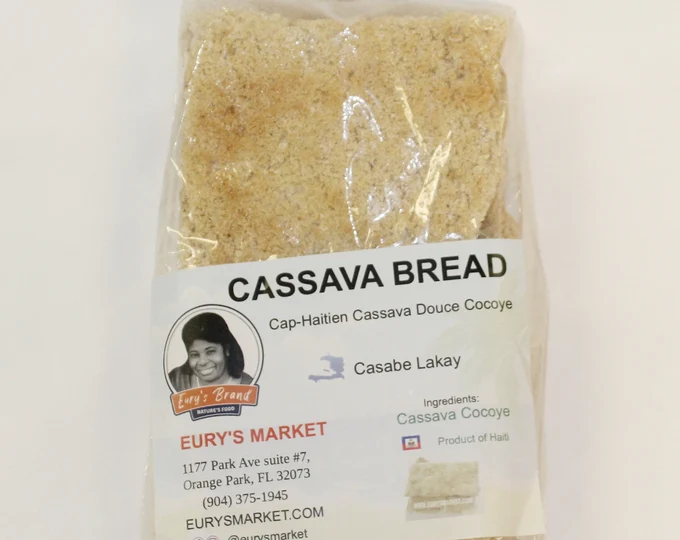 CASSAVA BREAD
Cap-Haitien Cassava Douce Cocoye
Casabe Lakay
Eury's Brand
NATURE'S FOOD
Ingredients:
Cassava Cocoye
Product of Haiti
EURY'S MARKET
1177 Park Ave suite #7,
Orange Park, FL 32073
(904) 375-1945
EURYSMARKET.COM
@eurysmarket